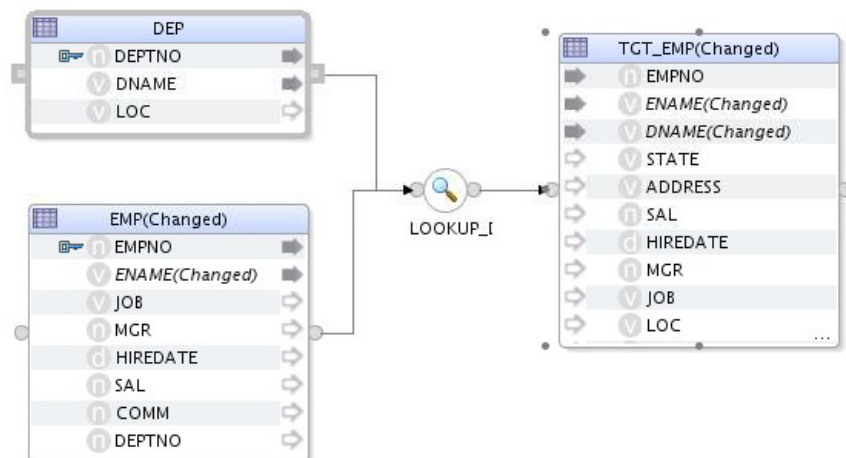 DEP
n DEPTNO
v DNAME
v LOC
EMP(Changed)
n EMPNO
v ENAME(Changed)
v JOB
n MGR
d HIREDATE
n SAL
n COMM
n DEPTNO
LOOKUP_I
TGT_EMP(Changed)
n EMPNO
v ENAME(Changed)
v DNAME(Changed)
v STATE
v ADDRESS
n SAL
d HIREDATE
n MGR
v JOB
v LOC
...